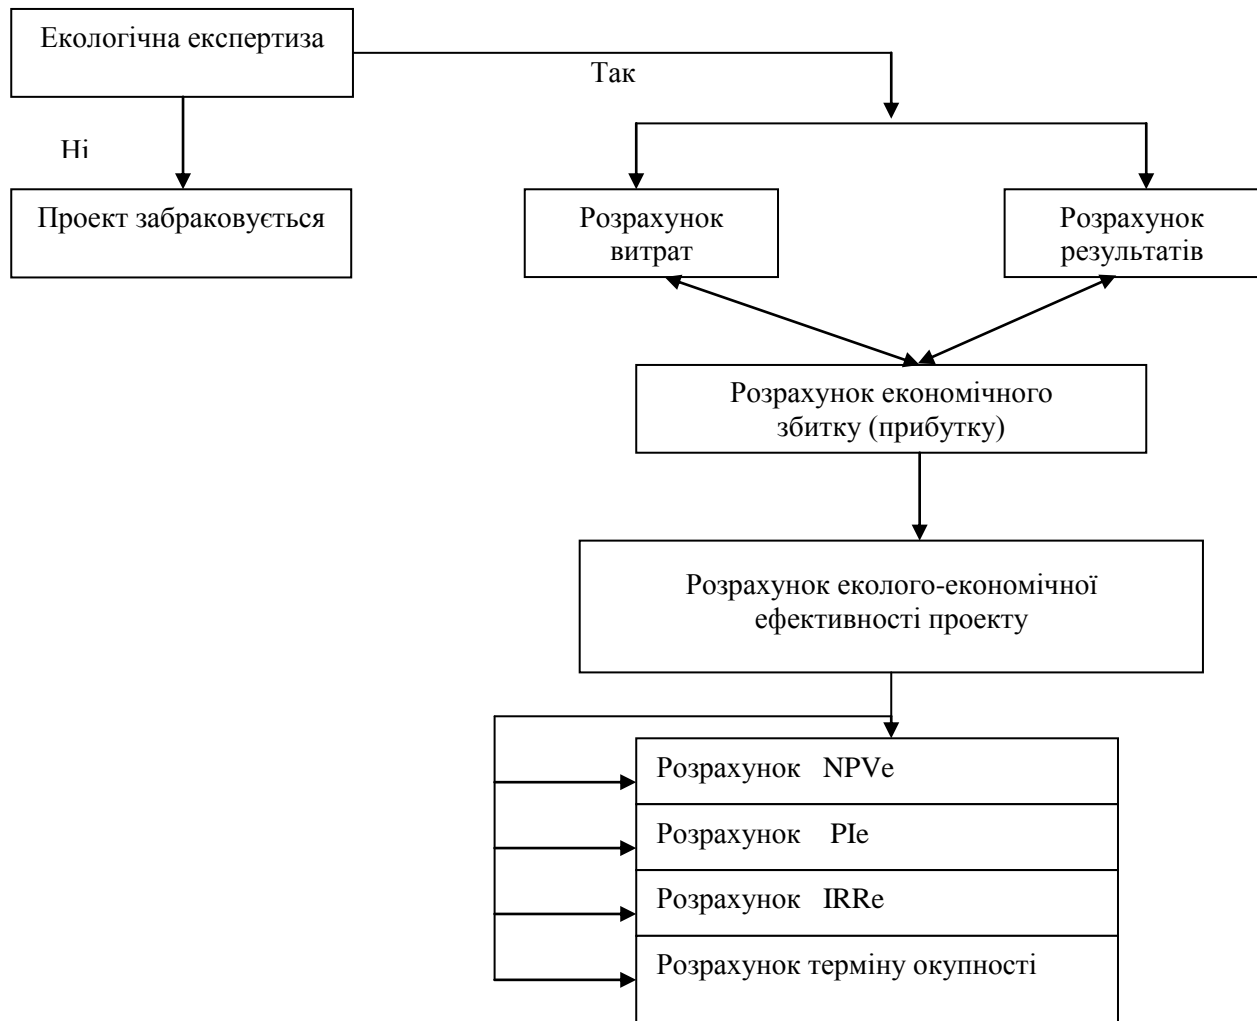 Екологічна експертиза
Так
Ні
Проект забраковується
Розрахунок
витрат
Розрахунок
результатів
Розрахунок економічного
збитку (прибутку)
Розрахунок еколого-економічної
ефективності проекту
Розрахунок NPVe
Розрахунок PIe
Розрахунок IRRe
Розрахунок терміну окупності